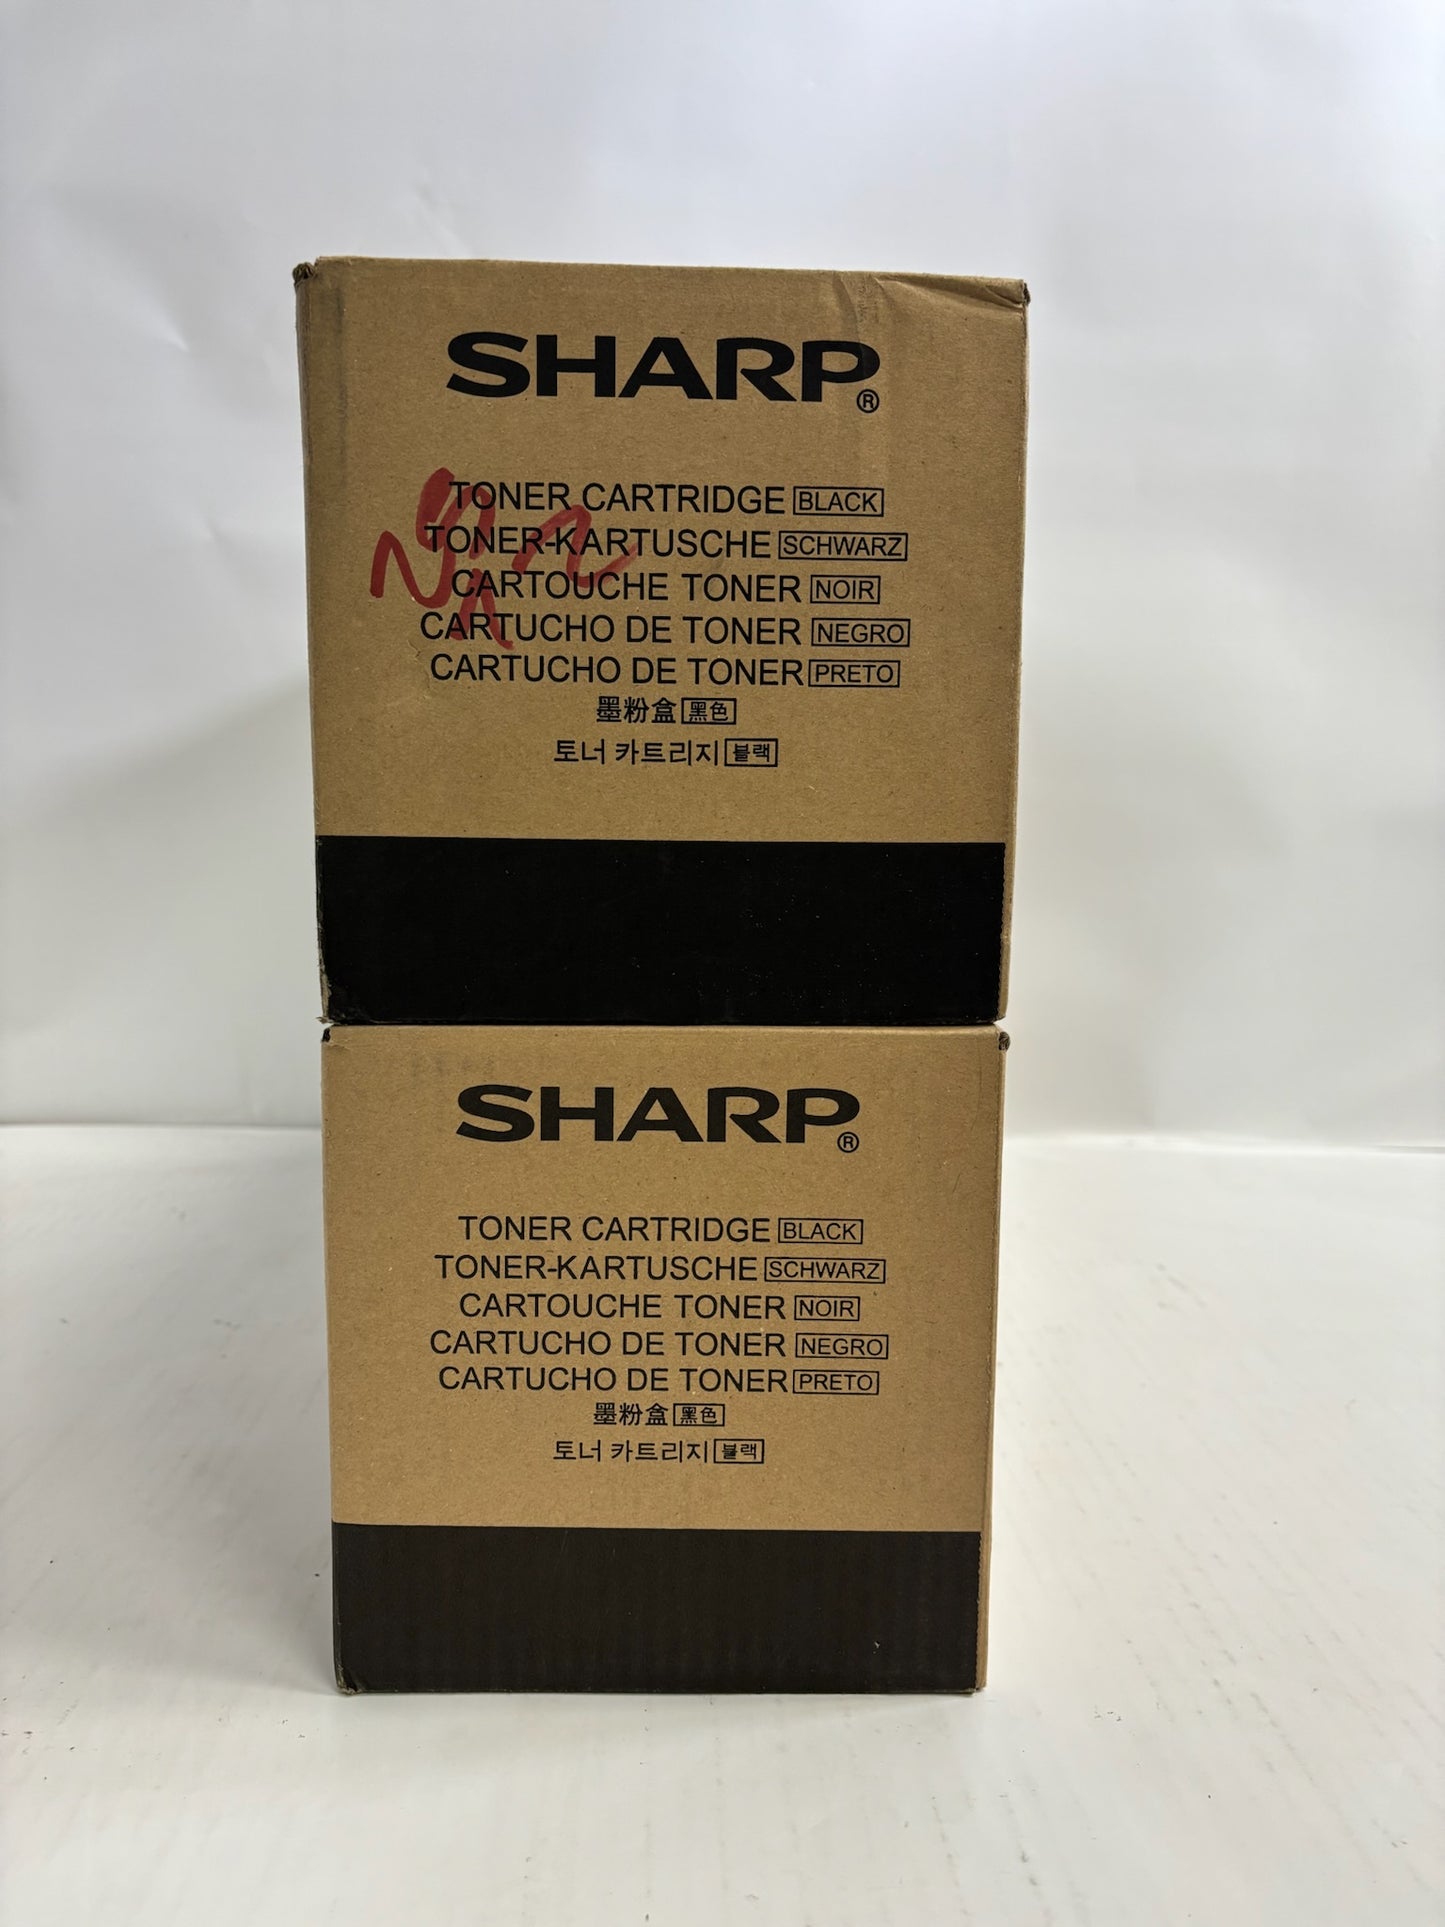 SHARP®
TONER CARTRIDGE BLACK
TONER-KARTUSCHE SCHWARZ
CARTOUCHE TONER NOIR
CARTUCHO DE TONER NEGRO
CARTUCHO DE TONER PRETO
墨粉盒 黑色
토너 카트리지 블랙
SHARP®
TONER CARTRIDGE BLACK
TONER-KARTUSCHE SCHWARZ
CARTOUCHE TONER NOIR
CARTUCHO DE TONER NEGRO
CARTUCHO DE TONER PRETO
墨粉盒 黑色
토너 카트리지 블랙